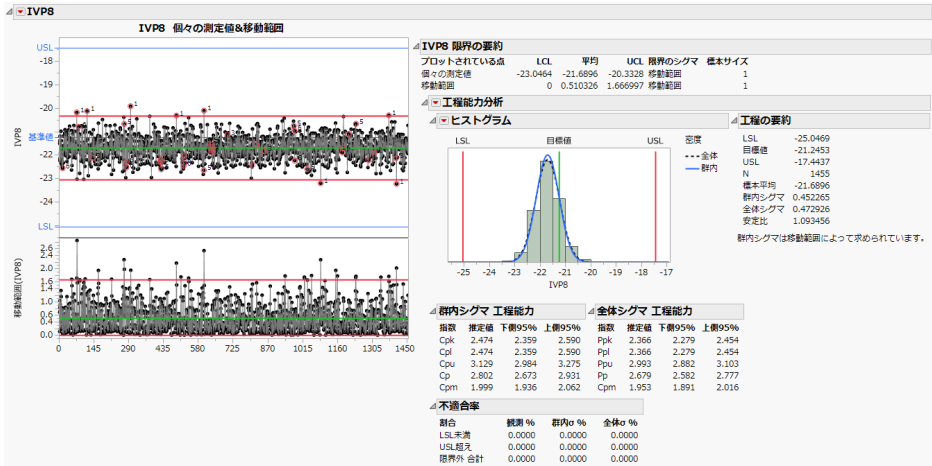 IVP8
IVP8 個々の測定値&移動範囲
USL
-18
-19
-20
基準値
-22
-23
-24
LSL
IVP8
2.6
2.4
2.0
1.6
1.4
1.0
0.6
0.4
0.0
移動範囲(IVP8)
0 145 290 435 580 725 870 1015 1160 1305 1450
IVP8 限界の要約
プロットされている点 LCL 平均 UCL 限界のシグマ 標本サイズ
個々の測定値 -23.0464 -21.6896 -20.3328 移動範囲 1
移動範囲 0 0.510326 1.666997 移動範囲 1
工程能力分析
ヒストグラム
LSL 目標値 USL
密度
全体
群内
-25 -24 -23 -22 -21 -20 -19 -18 -17
IVP8
工程の要約
LSL -25.0469
目標値 -21.2453
USL -17.4437
N 1455
標本平均 -21.6896
群内シグマ 0.452265
全体シグマ 0.472926
安定比 1.093456
群内シグマは移動範囲によって求められています。
群内シグマ 工程能力
指数 推定値 下側95% 上側95%
Cpk 2.474 2.359 2.590
Cpl 2.474 2.359 2.590
Cpu 3.129 2.984 3.275
Cp 2.802 2.673 2.931
Cpm 1.999 1.936 2.062
全体シグマ 工程能力
指数 推定値 下側95% 上側95%
Ppk 2.366 2.279 2.454
Ppl 2.366 2.279 2.454
Ppu 2.993 2.882 3.103
Pp 2.679 2.582 2.777
Cpm 1.953 1.891 2.016
不適合率
割合 観測 % 群内σ % 全体σ %
LSL未満 0.0000 0.0000 0.0000
USL超え 0.0000 0.0000 0.0000
限界外 合計 0.0000 0.0000 0.0000